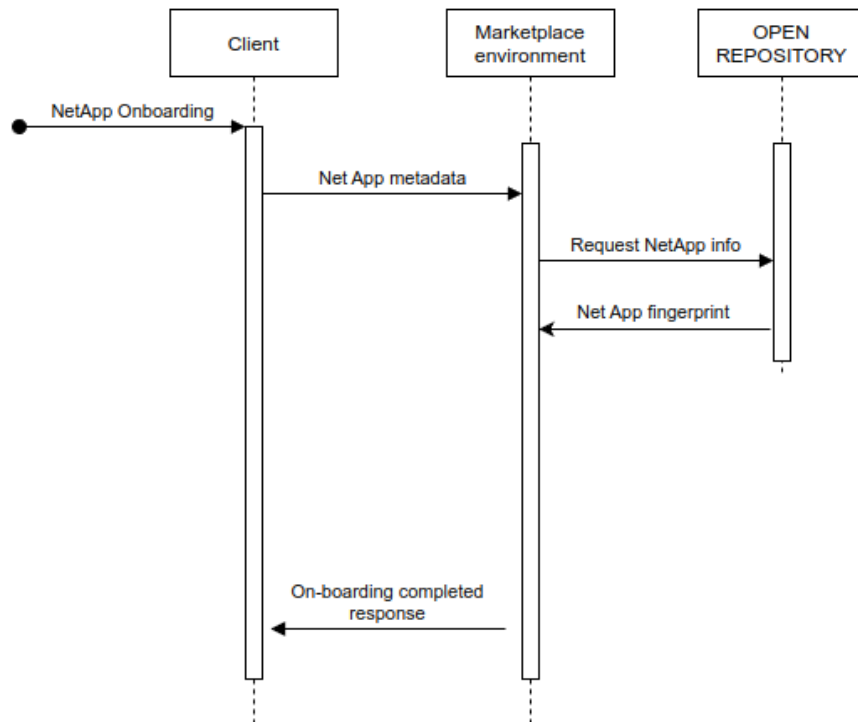 Client
Marketplace
environment
OPEN
REPOSITORY
NetApp Onboarding
Net App metadata
Request NetApp info
Net App fingerprint
On-boarding completed
response